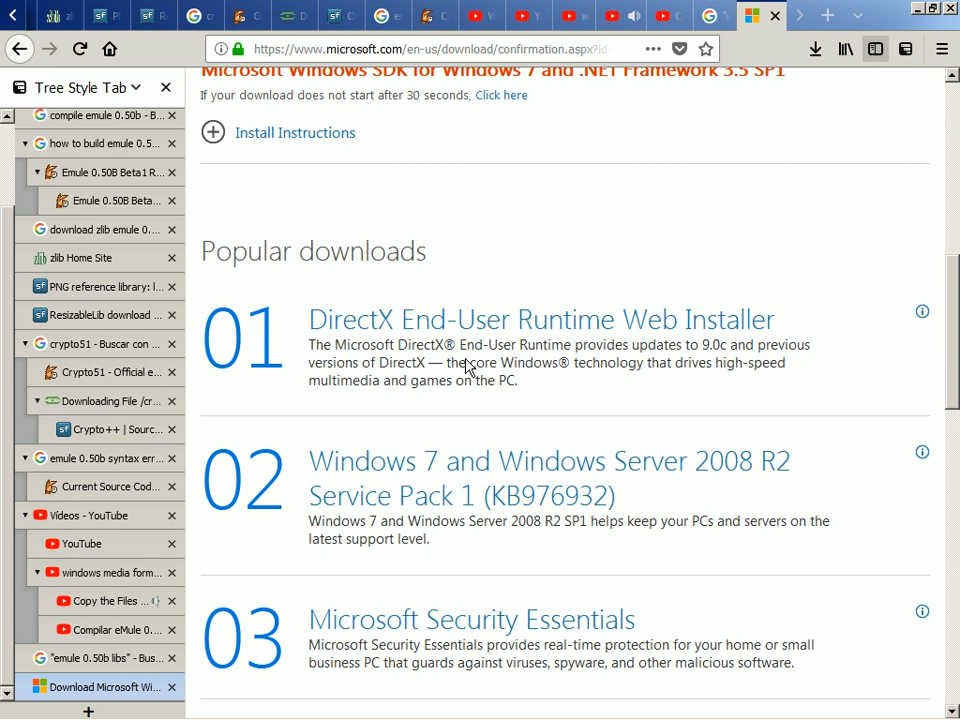 zl
P
R
c
C
D
C
e
C
V
Y
w
C
"e
https://www.microsoft.com/en-us/download/confirmation.aspx?id
Tree Style Tab
compile emule 0.50b - B...
how to build emule 0.5...
Emule 0.50B Beta1 R...
Emule 0.50B Beta...
download zlib emule 0....
zlib Home Site
PNG reference library: l...
ResizableLib download ...
crypto51 - Buscar con ...
Crypto51 - Official e...
Downloading File /cr...
Crypto++ | Sourc...
emule 0.50b syntax err...
Current Source Cod...
Vídeos - YouTube
YouTube
windows media form...
Copy the Files ...
Compilar eMule 0....
"emule 0.50b libs" - Bus...
Download Microsoft Wi...
Microsoft Windows SDK for Windows 7 and .NET Framework 3.5 SP1
If your download does not start after 30 seconds, Click here
Install Instructions
Popular downloads
01
DirectX End-User Runtime Web Installer
The Microsoft DirectX® End-User Runtime provides updates to 9.0c and previous
versions of DirectX — the core Windows® technology that drives high-speed
multimedia and games on the PC.
02
Windows 7 and Windows Server 2008 R2
Service Pack 1 (KB976932)
Windows 7 and Windows Server 2008 R2 SP1 helps keep your PCs and servers on the
latest support level.
03
Microsoft Security Essentials
Microsoft Security Essentials provides real-time protection for your home or small
business PC that guards against viruses, spyware, and other malicious software.